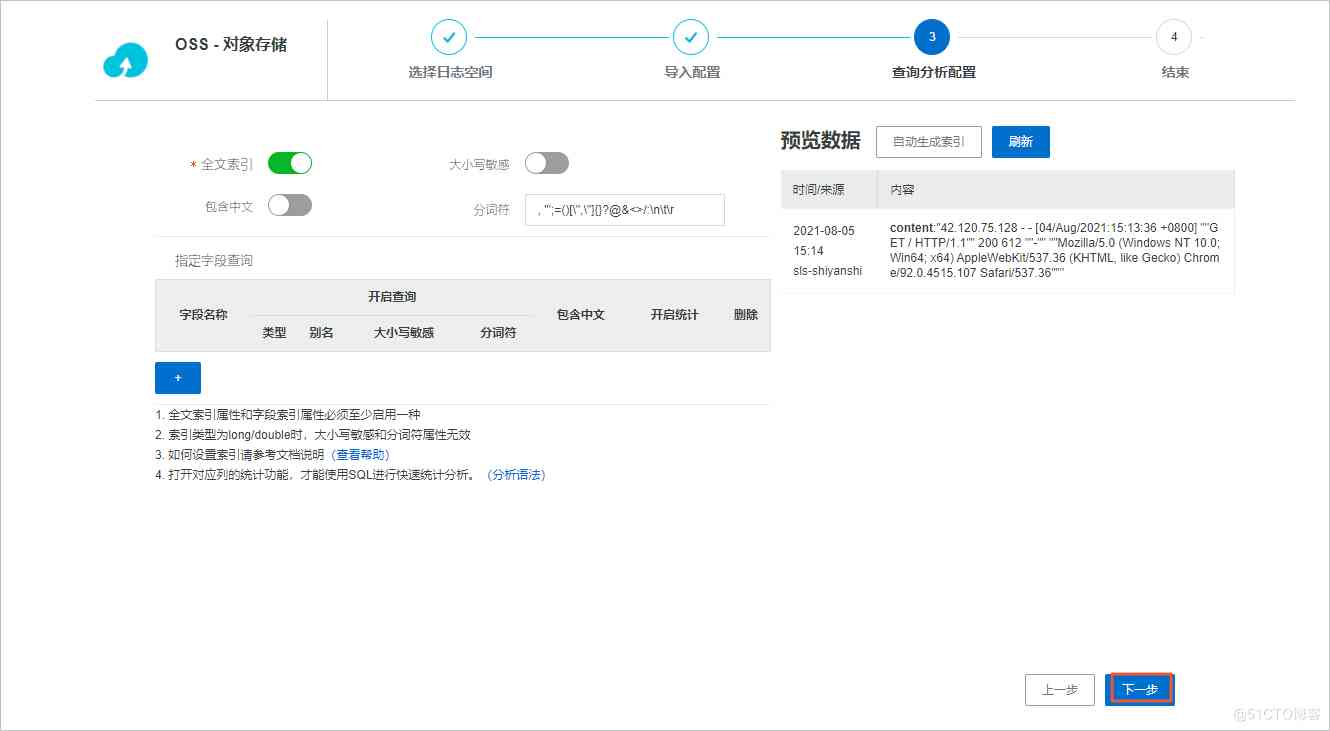 OSS - 对象存储
3
4
选择日志空间
导入配置
查询分析配置
结束
* 全文索引
大小写敏感
包含中文
分词符
, '";=()[\",\"]{}?@&<>/:\n\t\r
指定字段查询
字段名称
开启查询
包含中文
开启统计
删除
类型
别名
大小写敏感
分词符
+
1. 全文索引属性和字段索引属性必须至少启用一种
2. 索引类型为long/double时，大小写敏感和分词符属性无效
3. 如何设置索引请参考文档说明（查看帮助）
4. 打开对应列的统计功能，才能使用SQL进行快速统计分析。（分析语法）
预览数据
自动生成索引
刷新
时间/来源
内容
2021-08-05
15:14
sls-shiyanshi
content:"42.120.75.128 - - [04/Aug/2021:15:13:36 +0800] ""G
ET / HTTP/1.1"" 200 612 ""-"" ""Mozilla/5.0 (Windows NT 10.0;
Win64; x64) AppleWebKit/537.36 (KHTML, like Gecko) Chrom
e/92.0.4515.107 Safari/537.36"""
上一步
下一步
@51CTO博客